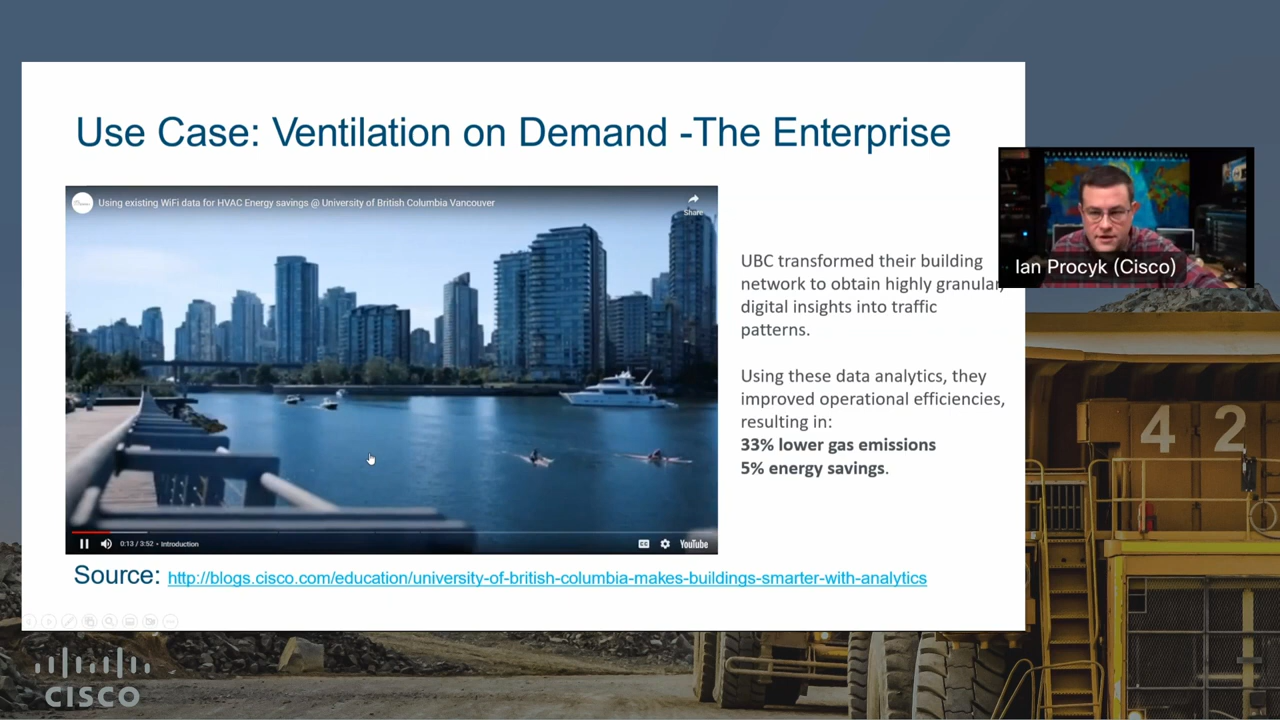 Use Case: Ventilation on Demand -The Enterprise
Using existing WiFi data for HVAC Energy savings @ University of British Columbia Vancouver
Share
UBC transformed their building
network to obtain highly granular,
digital insights into traffic
patterns.
Using these data analytics, they
improved operational efficiencies,
resulting in:
33% lower gas emissions
5% energy savings.
Ian Procyk (Cisco)
4 2
0:13 / 3:52 • Introduction
CC
YouTube
Source: http://blogs.cisco.com/education/university-of-british-columbia-makes-buildings-smarter-with-analytics
CISCO